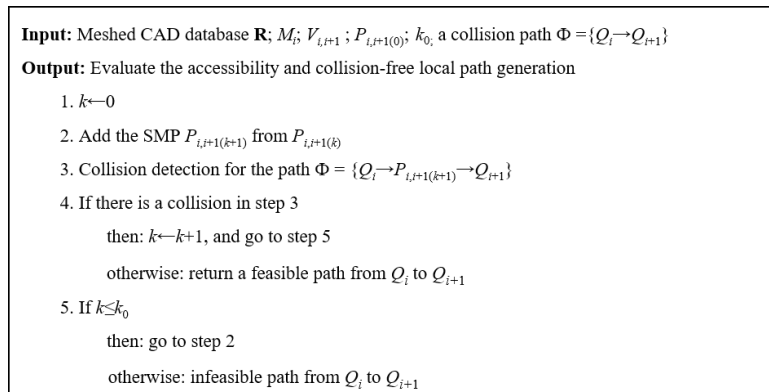 Input: Meshed CAD database R; Mi; Vi,i+1 ; Pi,i+1(0); k0; a collision path Φ ={Qi→Qi+1}
Output: Evaluate the accessibility and collision-free local path generation
1. k←0
2. Add the SMP Pi,i+1(k+1) from Pi,i+1(k)
3. Collision detection for the path Φ = {Qi→Pi,i+1(k+1)→Qi+1}
4. If there is a collision in step 3
then: k←k+1, and go to step 5
otherwise: return a feasible path from Qi to Qi+1
5. If k≤k0
then: go to step 2
otherwise: infeasible path from Qi to Qi+1